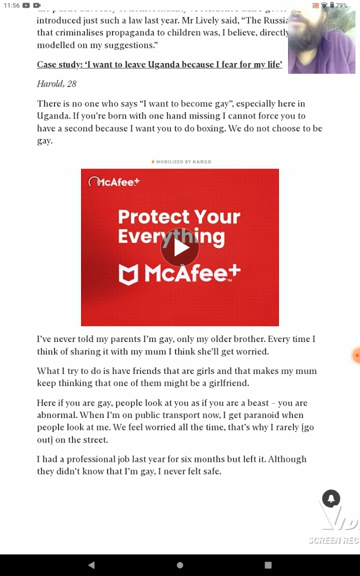 11:56
79%
introduced just such a law last year. Mr Lively said, “The Russia
that criminalises propaganda to children was, I believe, directly
modelled on my suggestions.”
Case study: ‘I want to leave Uganda because I fear for my life’
Harold, 28
There is no one who says “I want to become gay”, especially here in
Uganda. If you're born with one hand missing I cannot force you to
have a second because I want you to do boxing. We do not choose to be
gay.
MOBILIZED BY KARGO
McAfee+
Protect Your
Everything
McAfee+
I've never told my parents I'm gay, only my older brother. Every time I
think of sharing it with my mum I think she'll get worried.
What I try to do is have friends that are girls and that makes my mum
keep thinking that one of them might be a girlfriend.
Here if you are gay, people look at you as if you are a beast – you are
abnormal. When I'm on public transport now, I get paranoid when
people look at me. We feel worried all the time, that's why I rarely [go
out] on the street.
I had a professional job last year for six months but left it. Although
they didn't know that I'm gay, I never felt safe.
SCREEN REC